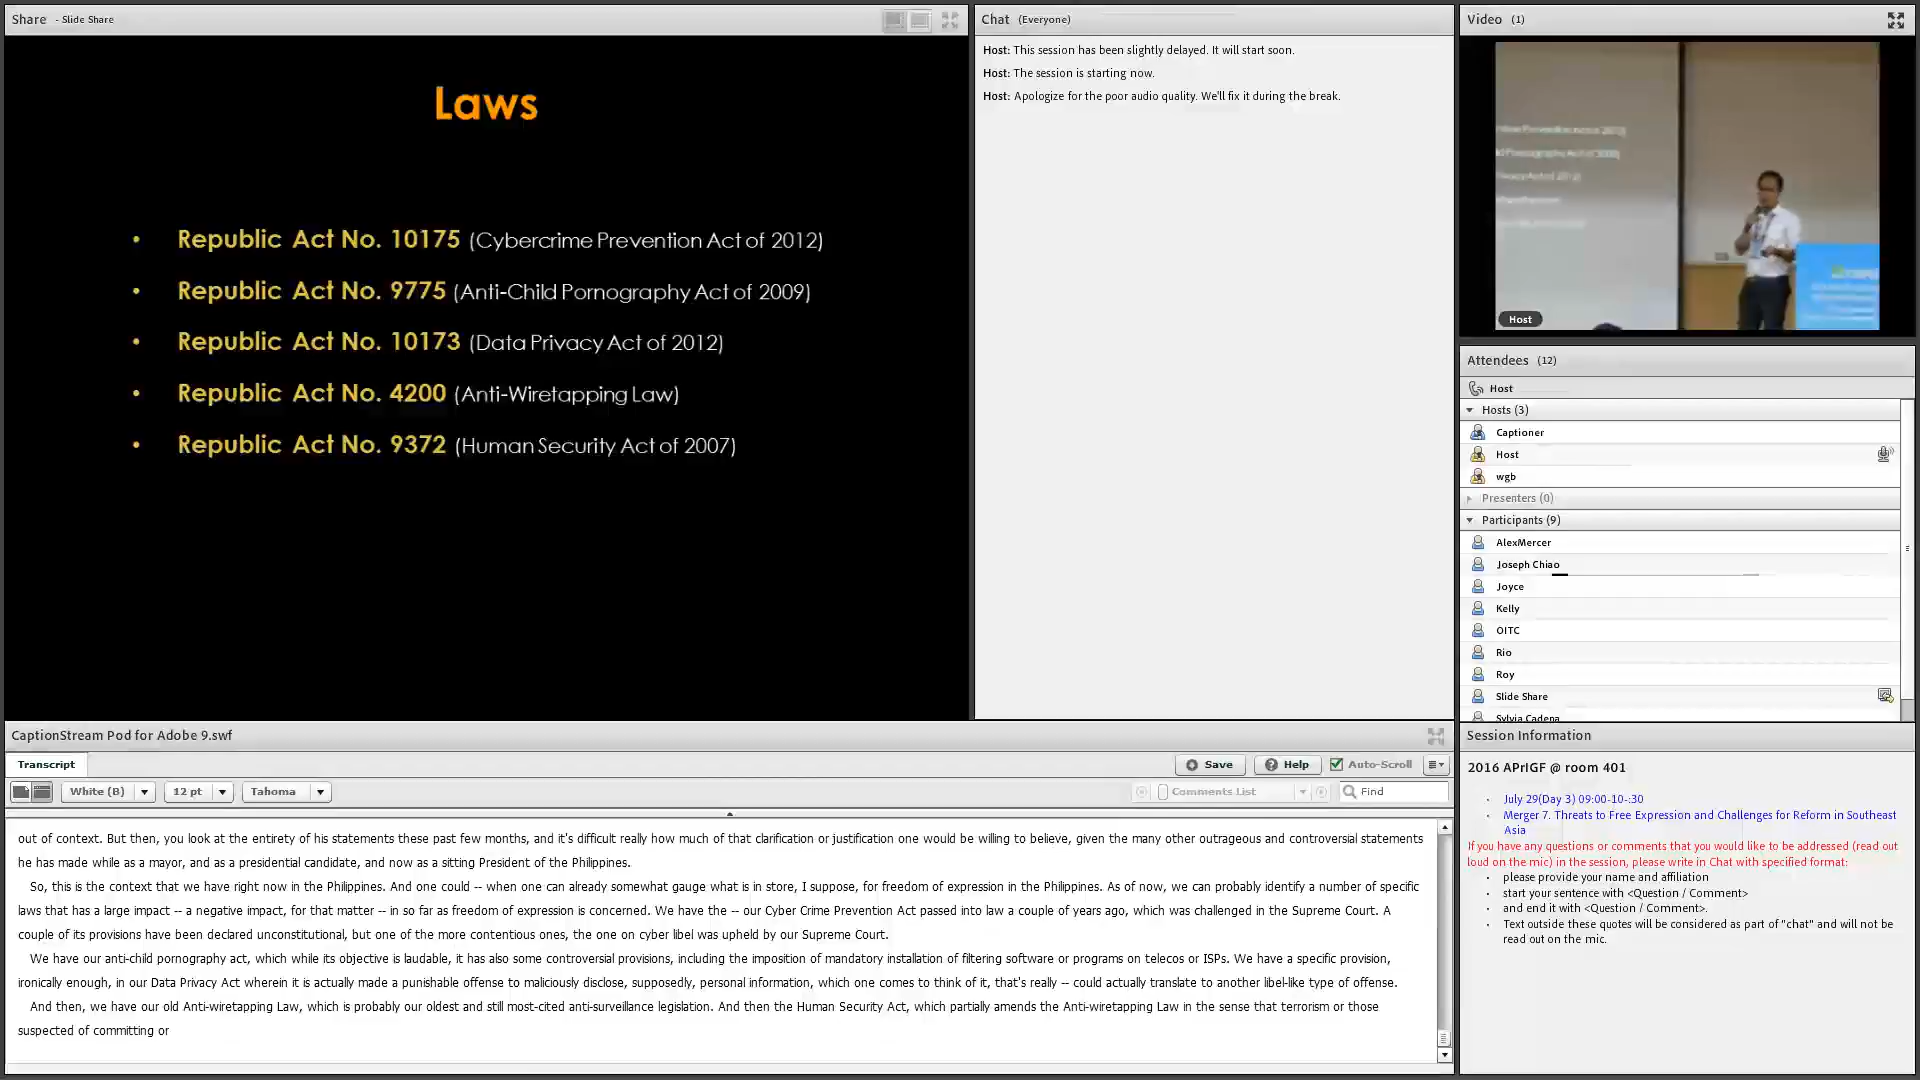 Share - Slide Share
Laws
• Republic Act No. 10175 (Cybercrime Prevention Act of 2012)
• Republic Act No. 9775 (Anti-Child Pornography Act of 2009)
• Republic Act No. 10173 (Data Privacy Act of 2012)
• Republic Act No. 4200 (Anti-Wiretapping Law)
• Republic Act No. 9372 (Human Security Act of 2007)
Chat (Everyone)
Host: This session has been slightly delayed. It will start soon.
Host: The session is starting now.
Host: Apologize for the poor audio quality. We'll fix it during the break.
Video (1)
Host
Attendees (12)
Host
Hosts (3)
Captioner
Host
wgb
Presenters (0)
Participants (9)
AlexMercer
Joseph Chiao
Joyce
Kelly
OITC
Rio
Roy
Slide Share
Sylvia Cadena
CaptionStream Pod for Adobe 9.swf
Transcript
Save
Help
Auto-Scroll
White (B)
12 pt
Tahoma
Comments List
Find
out of context. But then, you look at the entirety of his statements these past few months, and it's difficult really how much of that clarification or justification one would be willing to believe, given the many other outrageous and controversial statements
he has made while as a mayor, and as a presidential candidate, and now as a sitting President of the Philippines.
So, this is the context that we have right now in the Philippines. And one could -- when one can already somewhat gauge what is in store, I suppose, for freedom of expression in the Philippines. As of now, we can probably identify a number of specific
laws that has a large impact -- a negative impact, for that matter -- in so far as freedom of expression is concerned. We have the -- our Cyber Crime Prevention Act passed into law a couple of years ago, which was challenged in the Supreme Court. A
couple of its provisions have been declared unconstitutional, but one of the more contentious ones, the one on cyber libel was upheld by our Supreme Court.
We have our anti-child pornography act, which while its objective is laudable, it has also some controversial provisions, including the imposition of mandatory installation of filtering software or programs on telecos or ISPs. We have a specific provision,
ironically enough, in our Data Privacy Act wherein it is actually made a punishable offense to maliciously disclose, supposedly, personal information, which one comes to think of it, that's really -- could actually translate to another libel-like type of offense.
And then, we have our old Anti-wiretapping Law, which is probably our oldest and still most-cited anti-surveillance legislation. And then the Human Security Act, which partially amends the Anti-wiretapping Law in the sense that terrorism or those
suspected of committing or
Session Information
2016 APrIGF @ room 401
• July 29(Day 3) 09:00-10-:30
• Merger 7. Threats to Free Expression and Challenges for Reform in Southeast
Asia
If you have any questions or comments that you would like to be addressed (read out
loud on the mic) in the session, please write in Chat with specified format:
• please provide your name and affiliation
• start your sentence with <Question / Comment>
• and end it with <Question / Comment>.
• Text outside these quotes will be considered as part of "chat" and will not be
read out on the mic.